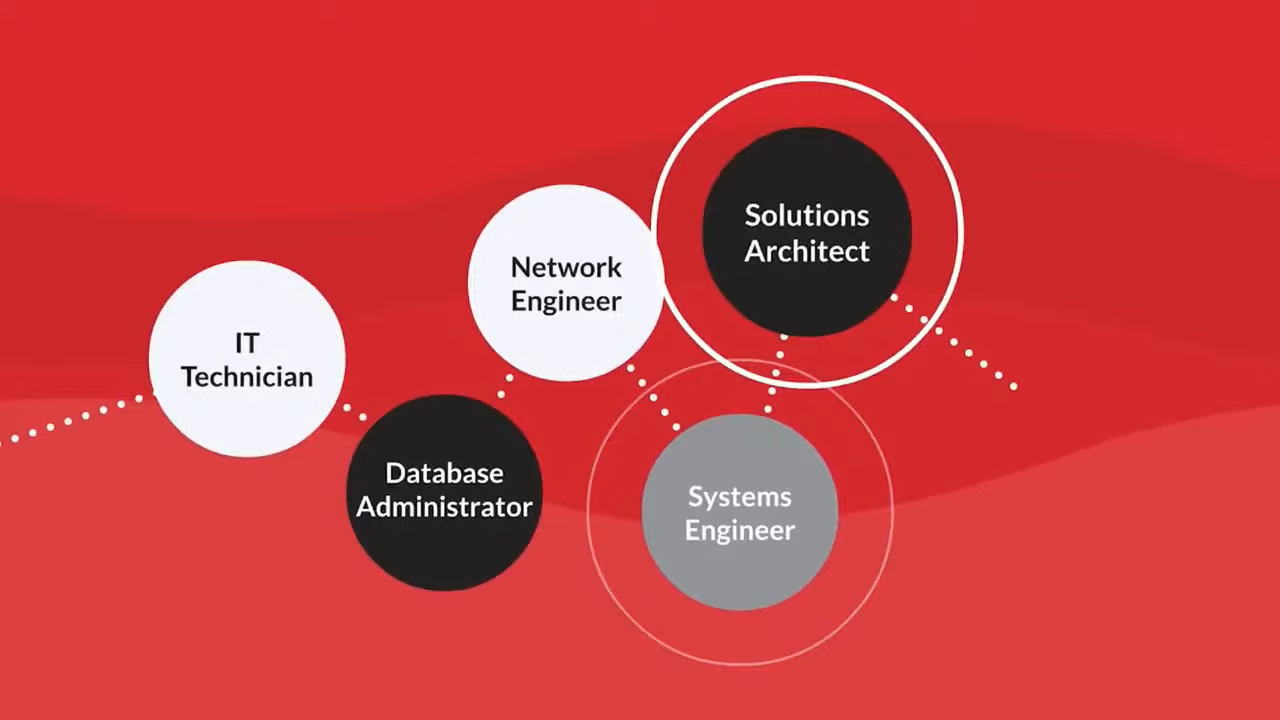 IT
Technician
Database
Administrator
Network
Engineer
Systems
Engineer
Solutions
Architect